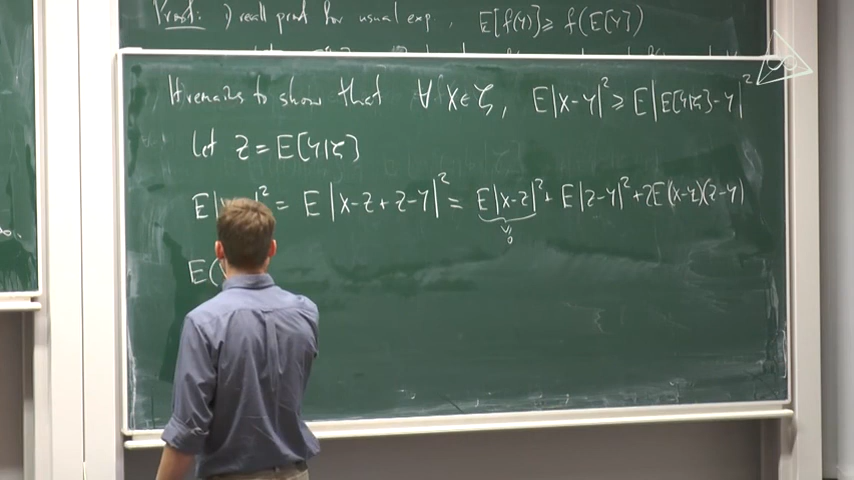 Proof: 1) recall proof for usual exp, E[f(Y)] ≥ f(E[Y])
It remains to show that ∀ X ∈ ζ, E|X-Y|² ≥ E|E[Y|ζ]-Y|²
Let Z = E[Y|ζ]
E| |² = E|X-Z+Z-Y|² = E|X-Z|² + E|Z-Y|² + 2E(X-Z)(Z-Y)
≥ 0
E(